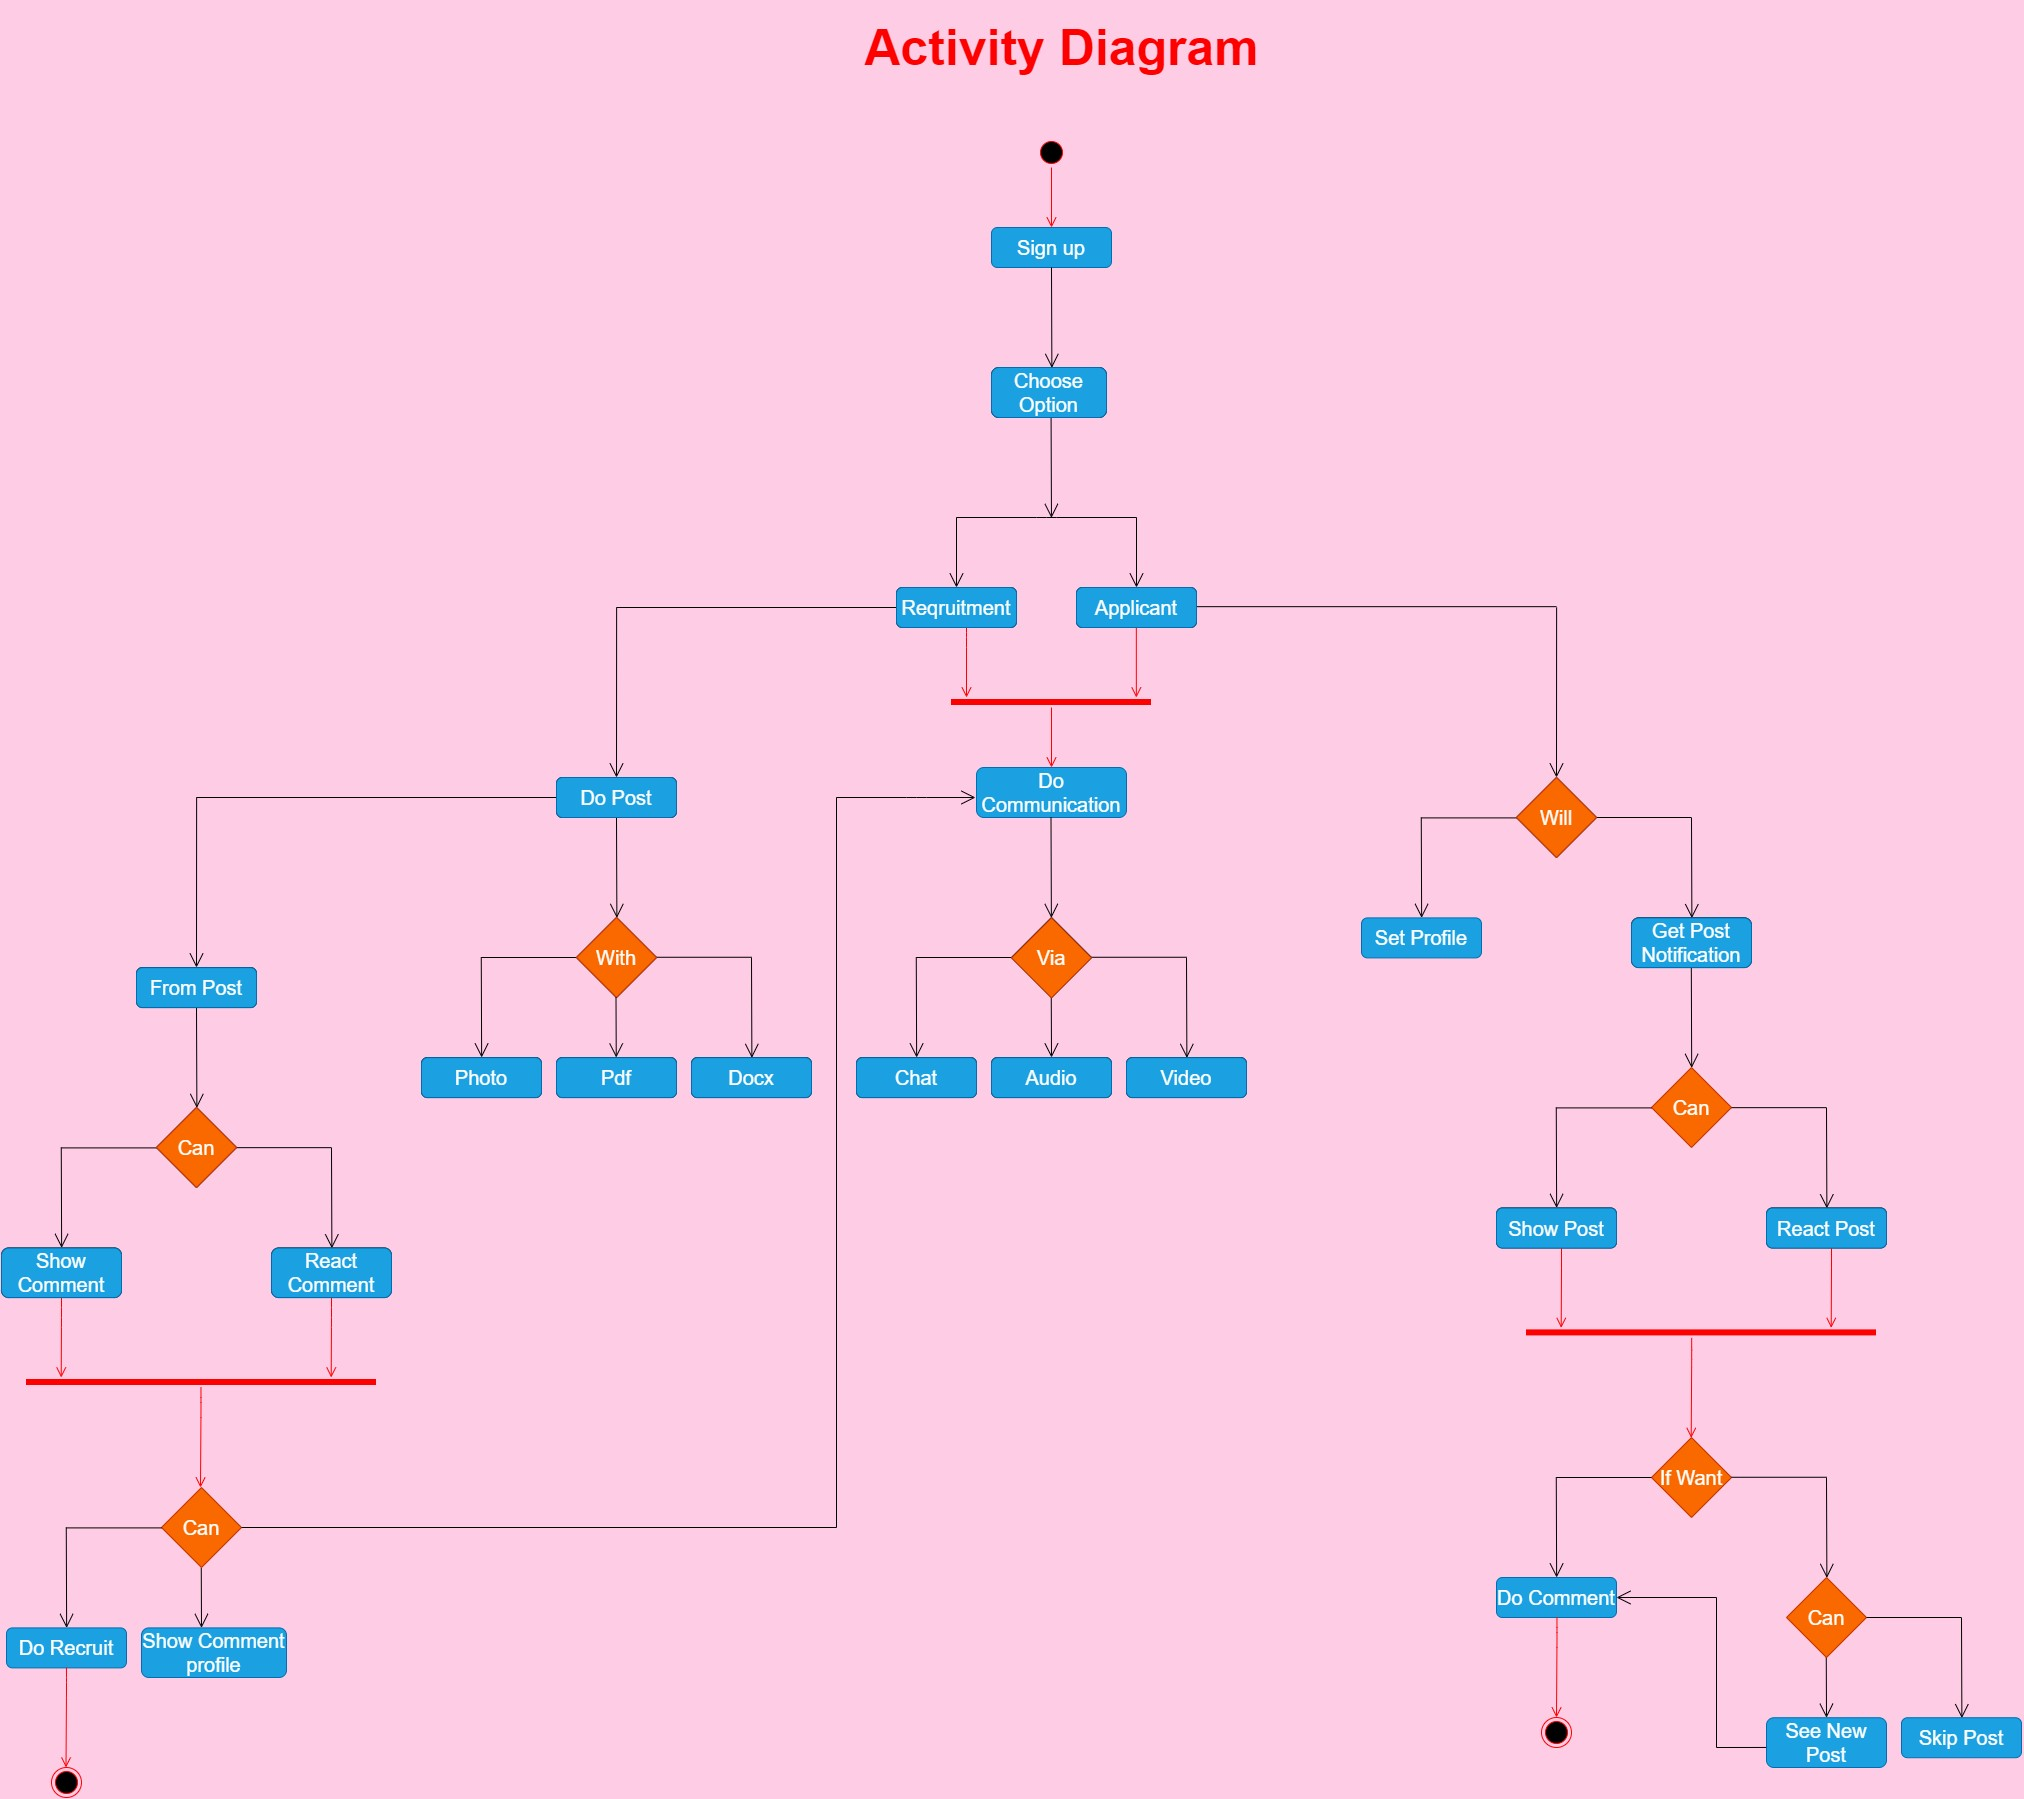 Activity Diagram
Sign up
Choose
Option
Reqruitment
Applicant
Do Post
Do
Communication
Will
From Post
With
Via
Set Profile
Get Post
Notification
Photo
Pdf
Docx
Chat
Audio
Video
Can
Can
Show
Comment
React
Comment
Show Post
React Post
Can
If Want
Do Recruit
Show Comment
profile
Do Comment
Can
See New
Post
Skip Post